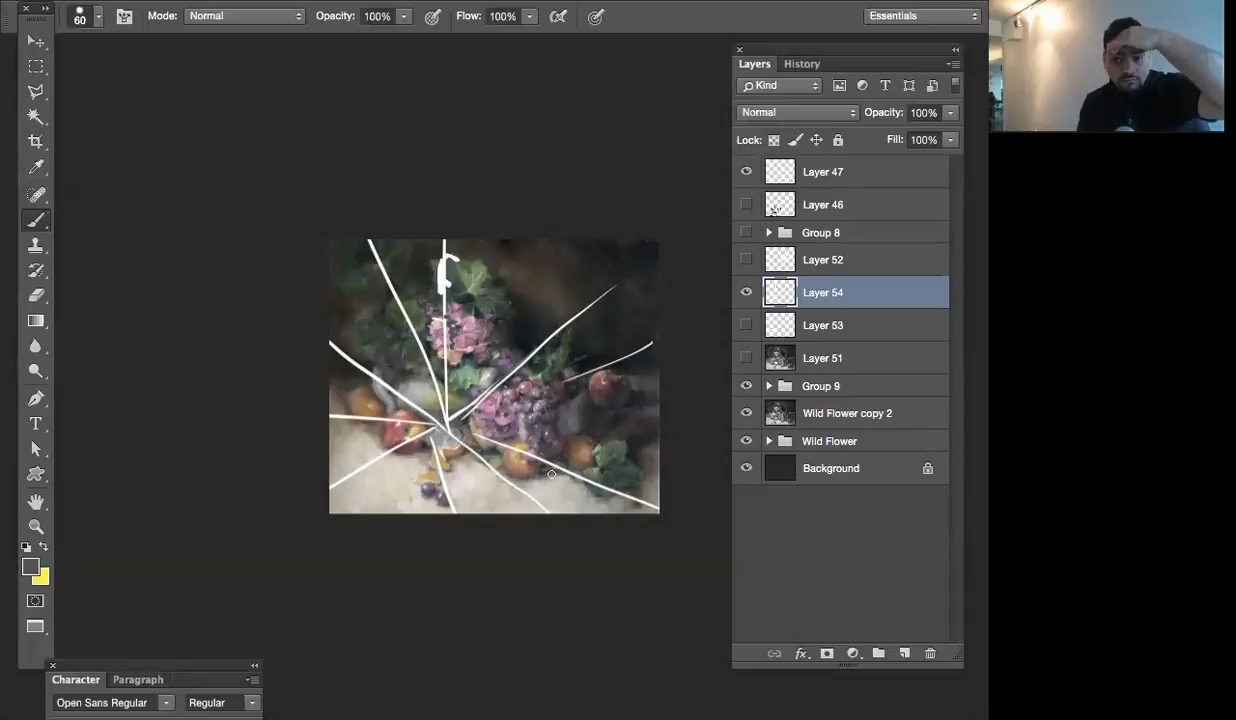 60 Mode: Normal Opacity: 100% Flow: 100% Essentials
Layers History
Kind
Normal Opacity: 100%
Lock: Fill: 100%
Layer 47
Layer 46
Group 8
Layer 52
Layer 54
Layer 53
Layer 51
Group 9
Wild Flower copy 2
Wild Flower
Background
fx
Character Paragraph
Open Sans Regular Regular